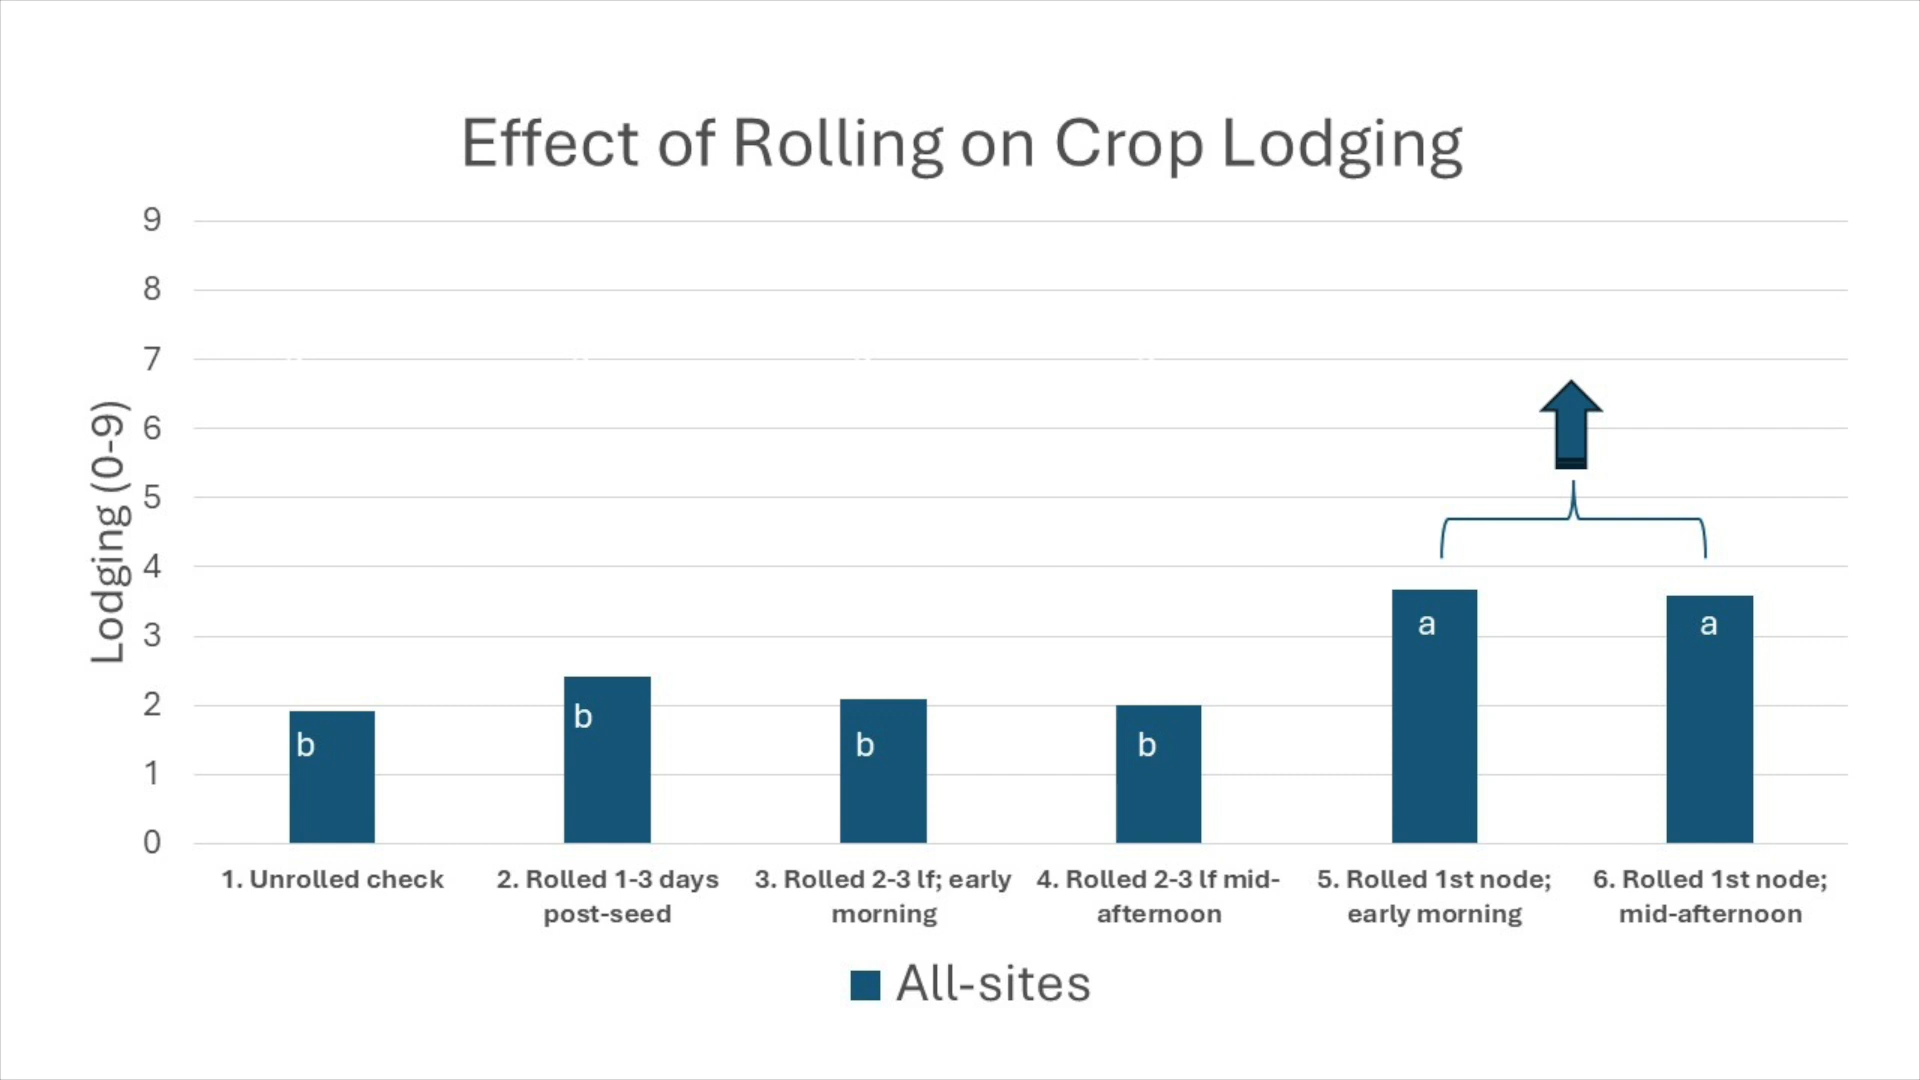 Effect of Rolling on Crop Lodging
Lodging (0-9)
9
8
7
6
5
4
3
2
1
0
b
b
b
b
a
a
1. Unrolled check
2. Rolled 1-3 days
post-seed
3. Rolled 2-3 lf; early
morning
4. Rolled 2-3 lf mid-
afternoon
5. Rolled 1st node;
early morning
6. Rolled 1st node;
mid-afternoon
All-sites